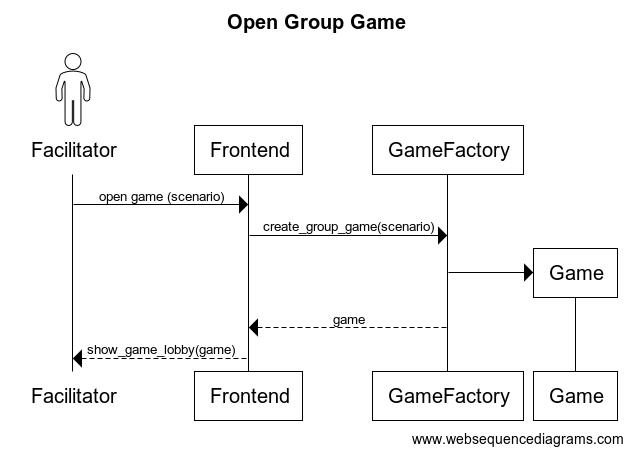 Open Group Game
Facilitator
Frontend
GameFactory
open game (scenario)
create_group_game(scenario)
Game
game
show_game_lobby(game)
Facilitator
Frontend
GameFactory
Game
www.websequencediagrams.com